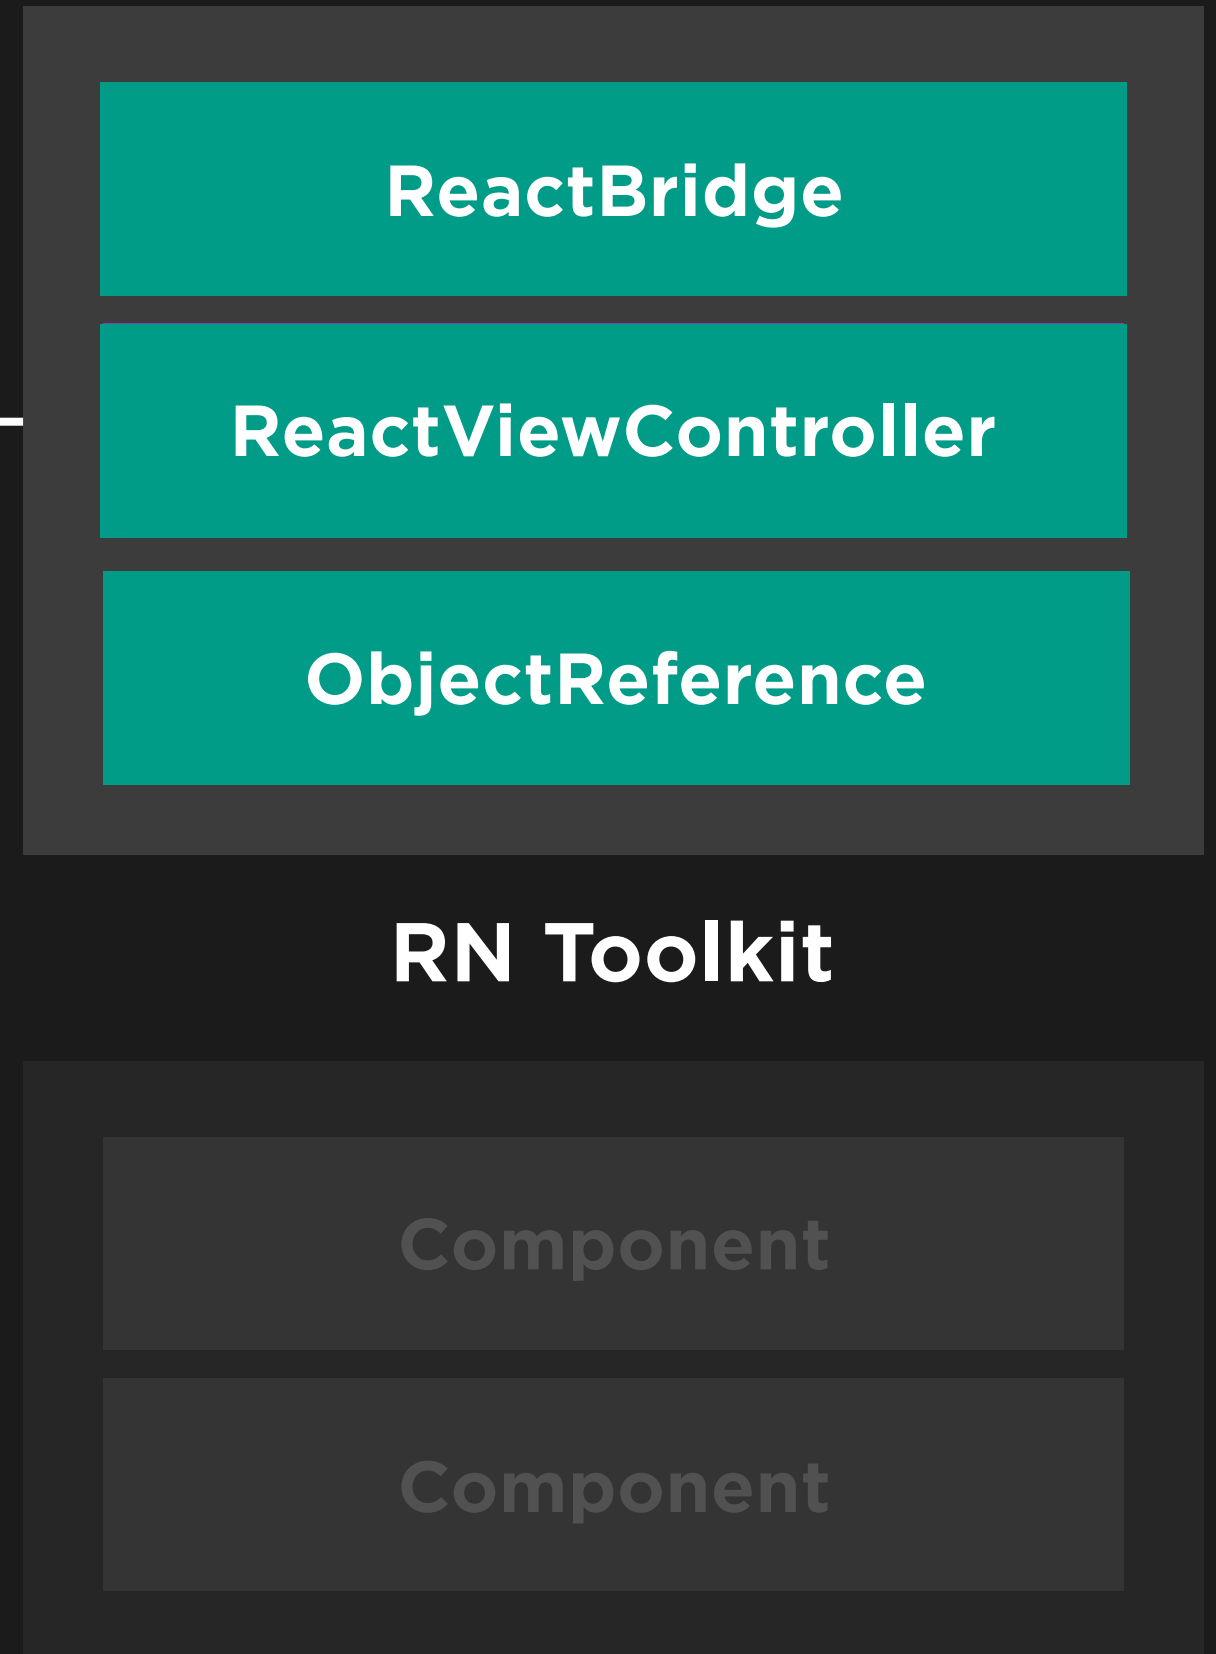 ReactBridge
ReactViewController
ObjectReference
RN Toolkit
Component
Component